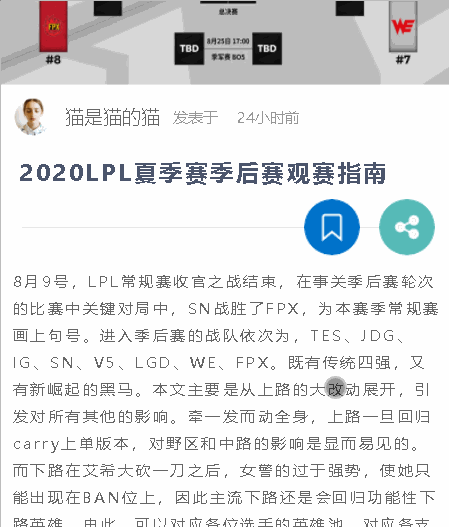 总决赛
FPX
WE
TBD
8月25日 17:00
季军赛 BO5
TBD
#8
#7
猫是猫的猫 发表于 24小时前
2020LPL夏季赛季后赛观赛指南
8月9号，LPL常规赛收官之战结束，在事关季后赛轮次
的比赛中关键对局中，SN战胜了FPX，为本赛季常规赛
画上句号。进入季后赛的战队依次为，TES、JDG、
IG、SN、V5、LGD、WE、FPX。既有传统四强，又
有新崛起的黑马。本文主要是从上路的大改动展开，引
发对所有其他的影响。牵一发而动全身，上路一旦回归
carry上单版本，对野区和中路的影响是显而易见的。
而下路在艾希大砍一刀之后，女警的过于强势，使她只
能出现在BAN位上，因此主流下路还是会回归功能性下
路英雄。由此，可以对应各位选手的英雄池，对应各支